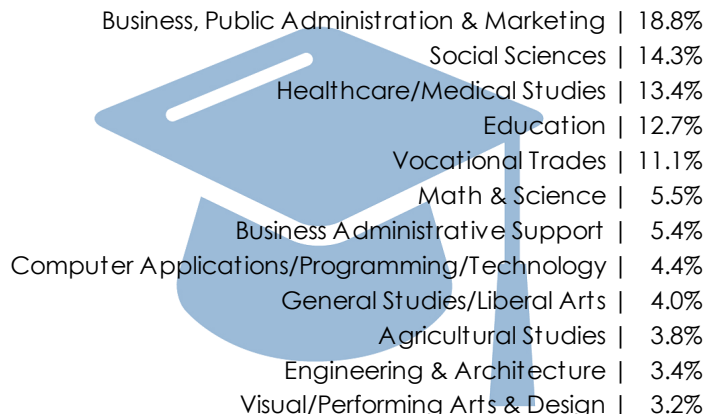 Business, Public Administration & Marketing | 18.8%
Social Sciences | 14.3%
Healthcare/Medical Studies | 13.4%
Education | 12.7%
Vocational Trades | 11.1%
Math & Science | 5.5%
Business Administrative Support | 5.4%
Computer Applications/Programming/Technology | 4.4%
General Studies/Liberal Arts | 4.0%
Agricultural Studies | 3.8%
Engineering & Architecture | 3.4%
Visual/Performing Arts & Design | 3.2%